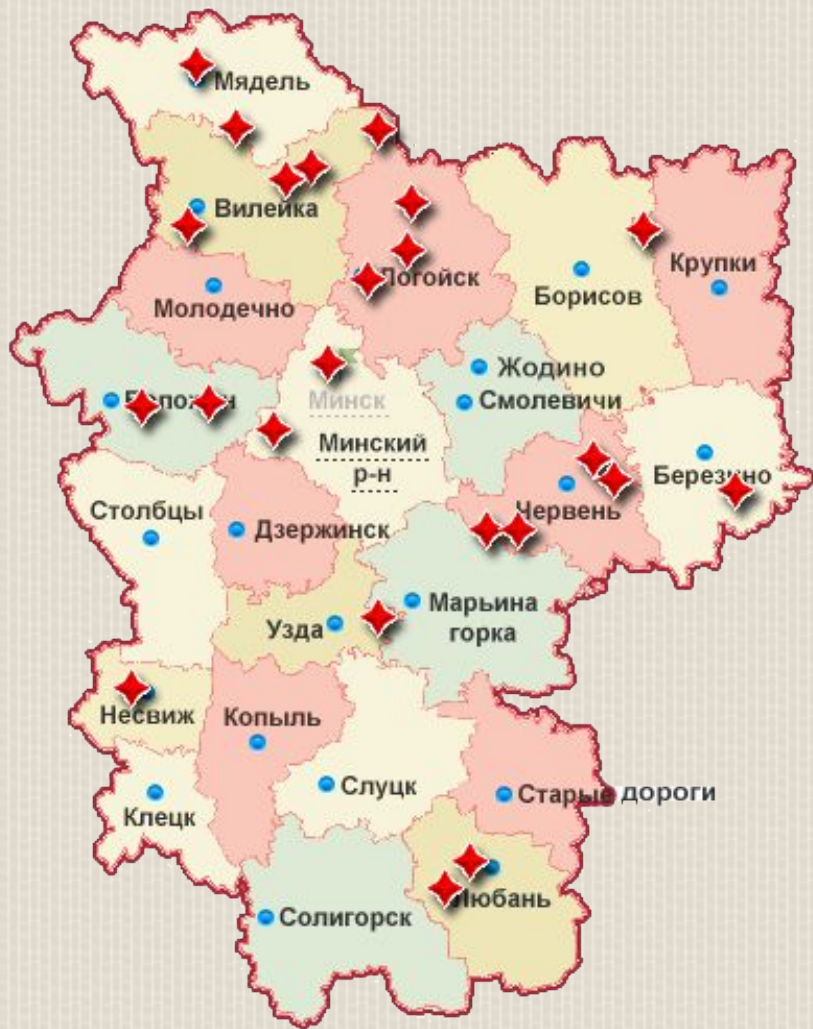 Мядель
Вилейка
Крупки
Логойск
Борисов
Молодечно
Жодино
Минск
Смолевичи
Минский
р-н
Березино
Столбцы
Червень
Дзержинск
Марьина
горка
Узда
Несвиж
Копыль
Слуцк
Старые дороги
Клецк
Любань
Солигорск